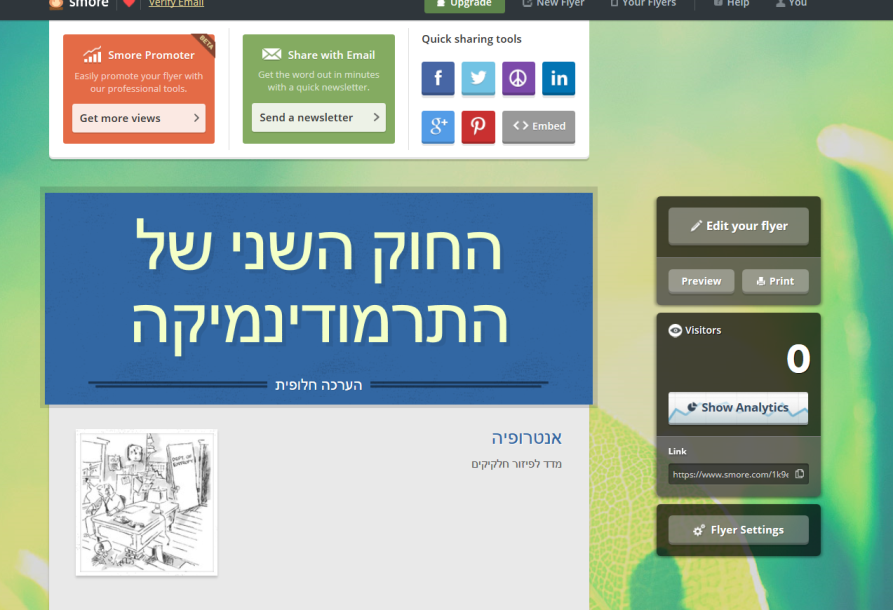 smore
Verify Email
Upgrade
New Flyer
Your Flyers
Help
You
Smore Promoter
BETA
Easily promote your flyer with
our professional tools.
Get more views
Share with Email
Get the word out in minutes
with a quick newsletter.
Send a newsletter
Quick sharing tools
f
in
g+
<> Embed
החוק השני של
התרמודינמיקה
הערכה חלופית
אנטרופיה
מדד לפיזור חלקיקים
DEPT OF
ENTROPY
Edit your flyer
Preview
Print
Visitors
0
Show Analytics
Link
https://www.smore.com/1k9
Flyer Settings